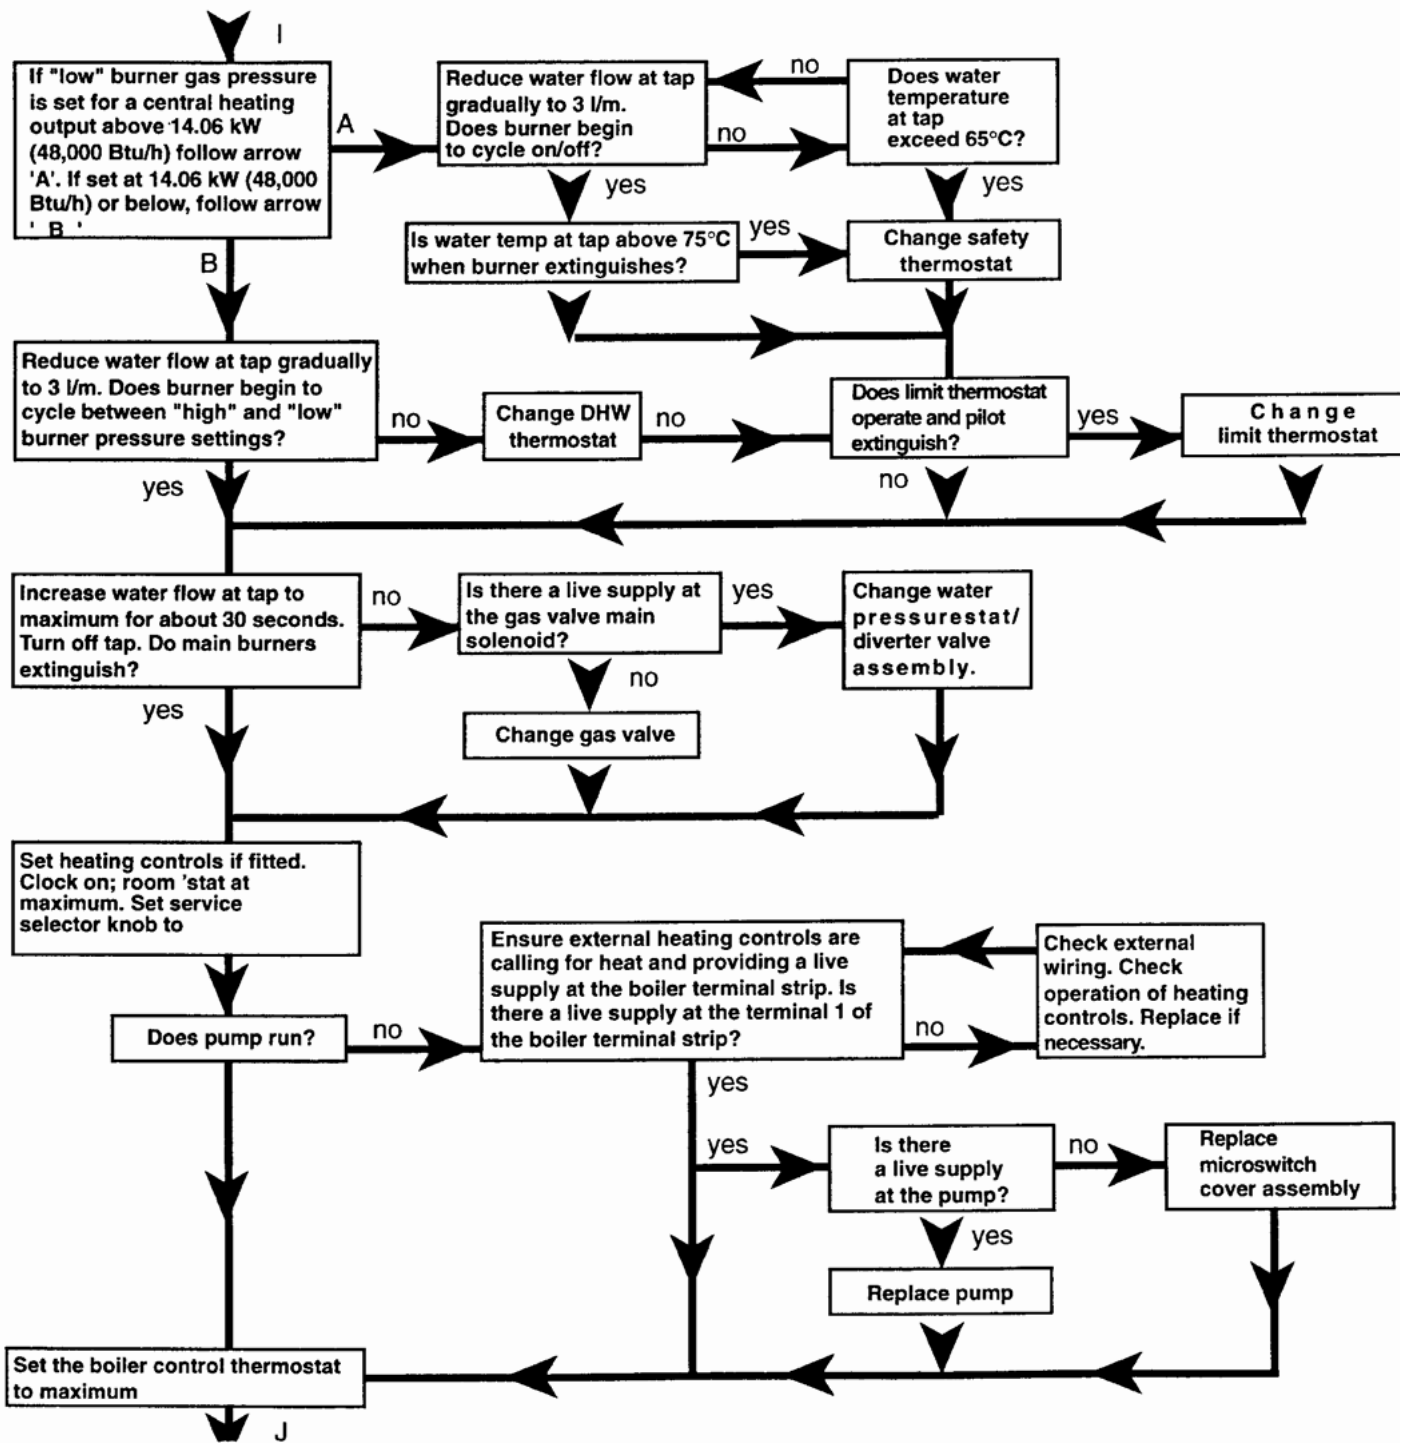 I
If "low" burner gas pressure
is set for a central heating
output above 14.06 kW
(48,000 Btu/h) follow arrow
'A'. If set at 14.06 kW (48,000
Btu/h) or below, follow arrow
' B '
A
Reduce water flow at tap
gradually to 3 l/m.
Does burner begin
to cycle on/off?
no
no
Does water
temperature
at tap
exceed 65°C?
yes
yes
Is water temp at tap above 75°C
when burner extinguishes?
yes
Change safety
thermostat
B
Reduce water flow at tap gradually
to 3 l/m. Does burner begin to
cycle between "high" and "low"
burner pressure settings?
no
Change DHW
thermostat
no
Does limit thermostat
operate and pilot
extinguish?
yes
Change
limit thermostat
yes
no
Increase water flow at tap to
maximum for about 30 seconds.
Turn off tap. Do main burners
extinguish?
no
Is there a live supply at
the gas valve main
solenoid?
yes
Change water
pressurestat/
diverter valve
assembly.
no
yes
Change gas valve
Set heating controls if fitted.
Clock on; room 'stat at
maximum. Set service
selector knob to
Does pump run?
no
Ensure external heating controls are
calling for heat and providing a live
supply at the boiler terminal strip. Is
there a live supply at the terminal 1 of
the boiler terminal strip?
no
Check external
wiring. Check
operation of heating
controls. Replace if
necessary.
yes
yes
Is there
a live supply
at the pump?
no
Replace
microswitch
cover assembly
yes
Replace pump
Set the boiler control thermostat
to maximum
J